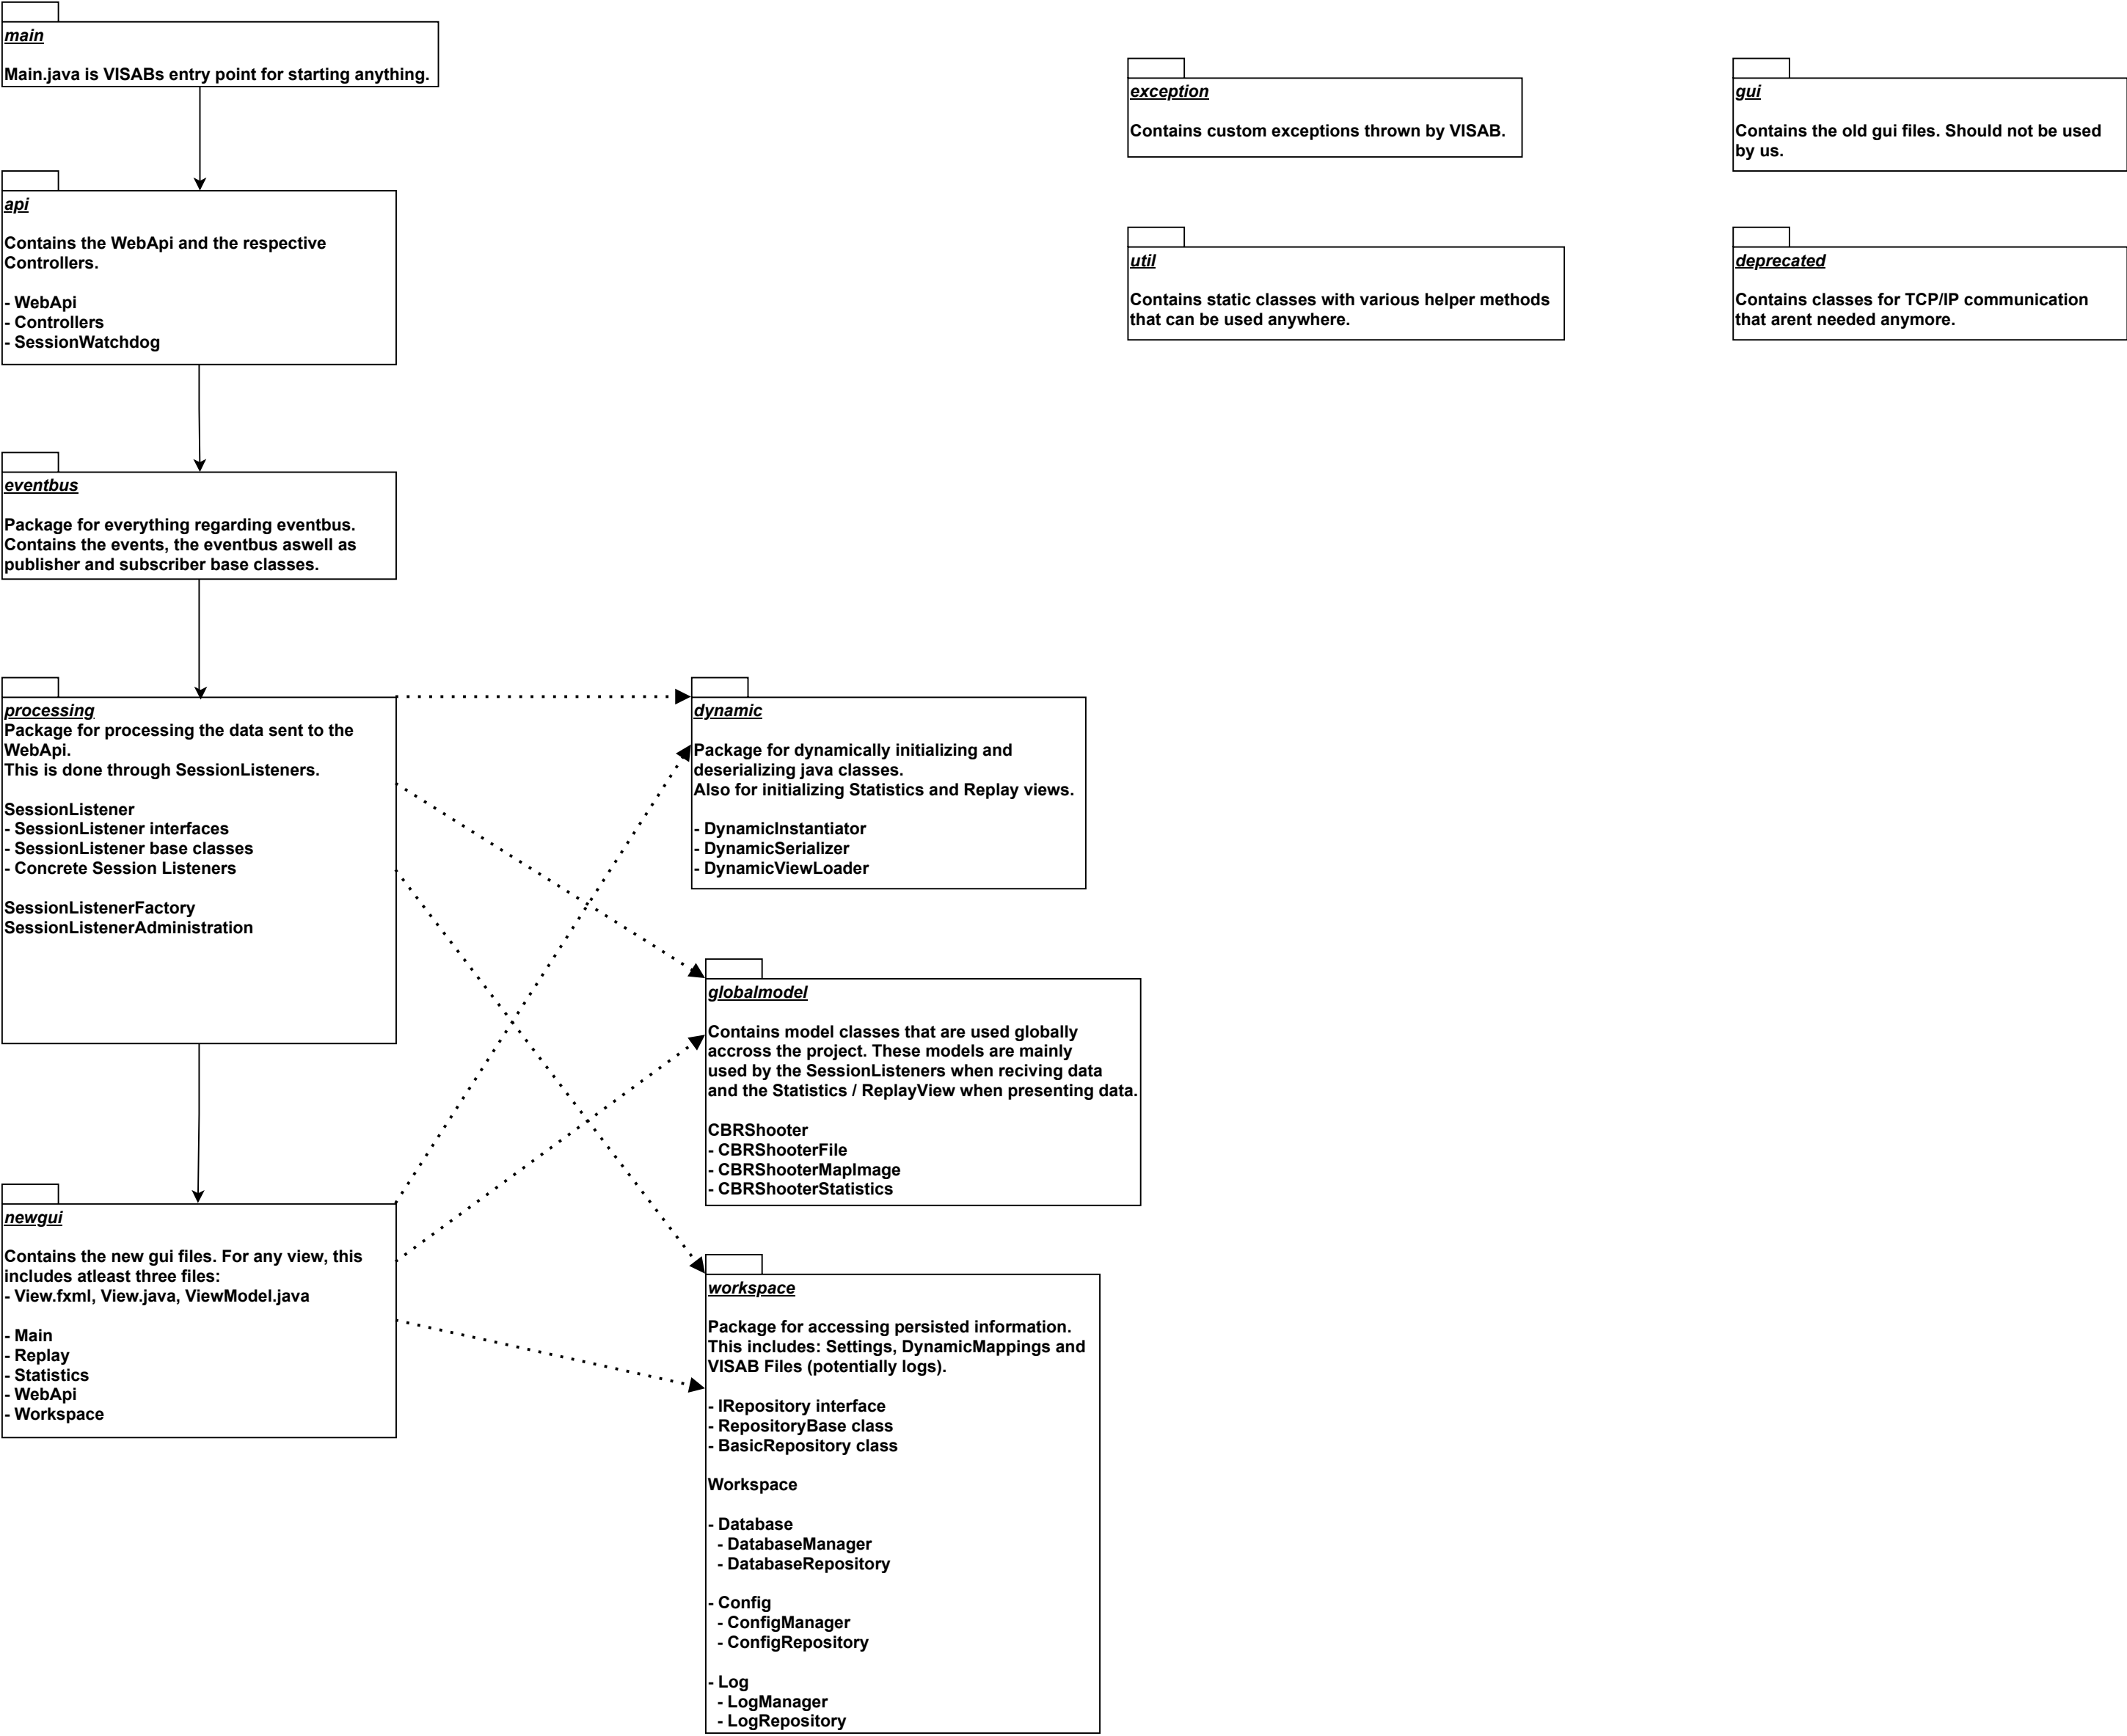 main
Main.java is VISABs entry point for starting anything.
api
Contains the WebApi and the respective
Controllers.
- WebApi
- Controllers
- SessionWatchdog
eventbus
Package for everything regarding eventbus.
Contains the events, the eventbus aswell as
publisher and subscriber base classes.
processing
Package for processing the data sent to the
WebApi.
This is done through SessionListeners.
SessionListener
- SessionListener interfaces
- SessionListener base classes
- Concrete Session Listeners
SessionListenerFactory
SessionListenerAdministration
newgui
Contains the new gui files. For any view, this
includes atleast three files:
- View.fxml, View.java, ViewModel.java
- Main
- Replay
- Statistics
- WebApi
- Workspace
dynamic
Package for dynamically initializing and
deserializing java classes.
Also for initializing Statistics and Replay views.
- DynamicInstantiator
- DynamicSerializer
- DynamicViewLoader
globalmodel
Contains model classes that are used globally
accross the project. These models are mainly
used by the SessionListeners when reciving data
and the Statistics / ReplayView when presenting data.
CBRShooter
- CBRShooterFile
- CBRShooterMapImage
- CBRShooterStatistics
workspace
Package for accessing persisted information.
This includes: Settings, DynamicMappings and
VISAB Files (potentially logs).
- IRepository interface
- RepositoryBase class
- BasicRepository class
Workspace
- Database
- DatabaseManager
- DatabaseRepository
- Config
- ConfigManager
- ConfigRepository
- Log
- LogManager
- LogRepository
exception
Contains custom exceptions thrown by VISAB.
util
Contains static classes with various helper methods
that can be used anywhere.
gui
Contains the old gui files. Should not be used
by us.
deprecated
Contains classes for TCP/IP communication
that arent needed anymore.